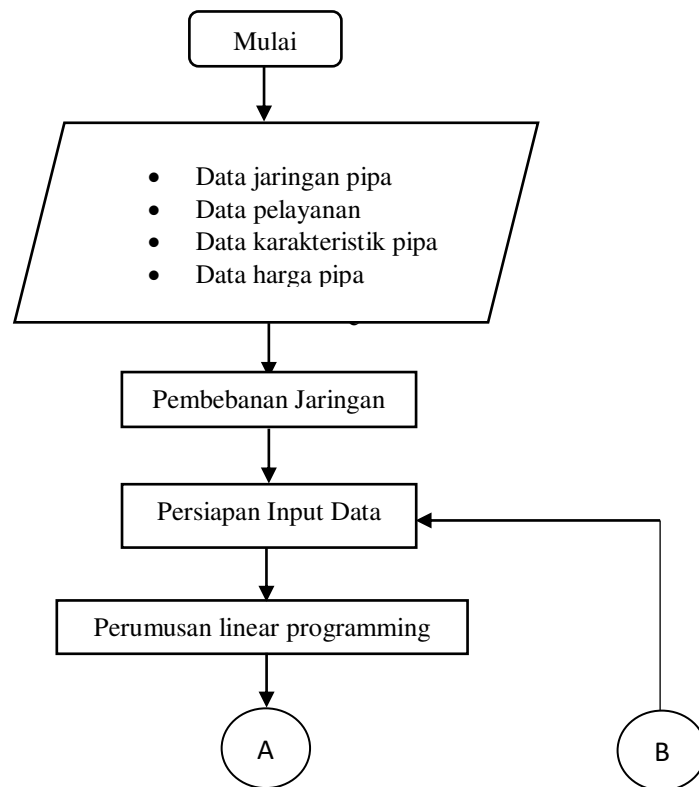 Mulai
• Data jaringan pipa
• Data pelayanan
• Data karakteristik pipa
• Data harga pipa
Pembebanan Jaringan
Persiapan Input Data
Perumusan linear programming
A
B